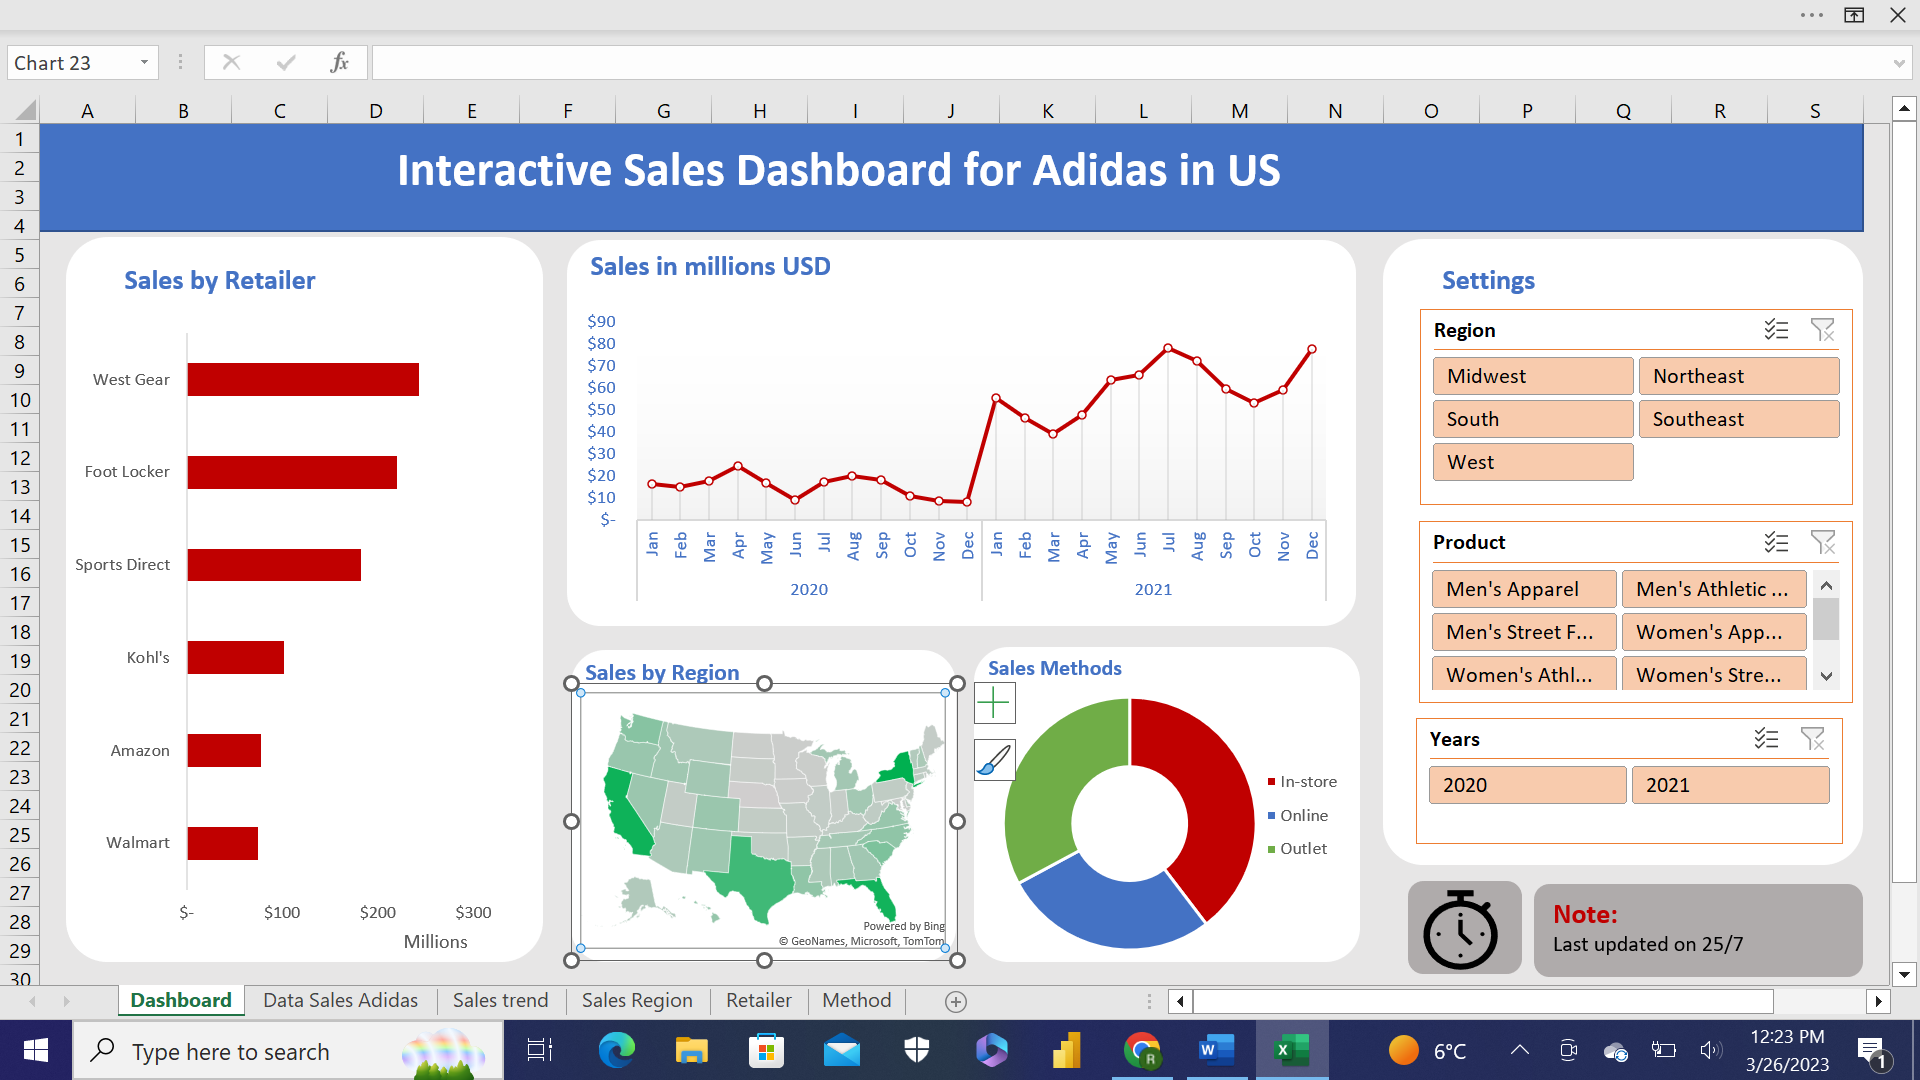 Chart 23
fx
A B C D E F G H I J K L M N O P Q R S
1
2
3
4
5
6
7
8
9
10
11
12
13
14
15
16
17
18
19
20
21
22
23
24
25
26
27
28
29
30
Interactive Sales Dashboard for Adidas in US
Sales by Retailer
West Gear
Foot Locker
Sports Direct
Kohl's
Amazon
Walmart
$- $100 $200 $300
Millions
Sales in millions USD
$90
$80
$70
$60
$50
$40
$30
$20
$10
$-
Jan Feb Mar Apr May Jun Jul Aug Sep Oct Nov Dec Jan Feb Mar Apr May Jun Jul Aug Sep Oct Nov Dec
2020 2021
Sales by Region
Powered by Bing
© GeoNames, Microsoft, TomTom
Sales Methods
In-store
Online
Outlet
Settings
Region
Midwest Northeast
South Southeast
West
Product
Men's Apparel Men's Athletic ...
Men's Street F... Women's App...
Women's Athl... Women's Stre...
Years
2020 2021
Note:
Last updated on 25/7
Dashboard Data Sales Adidas Sales trend Sales Region Retailer Method
Type here to search
R
W
X
6°C
12:23 PM
3/26/2023
1